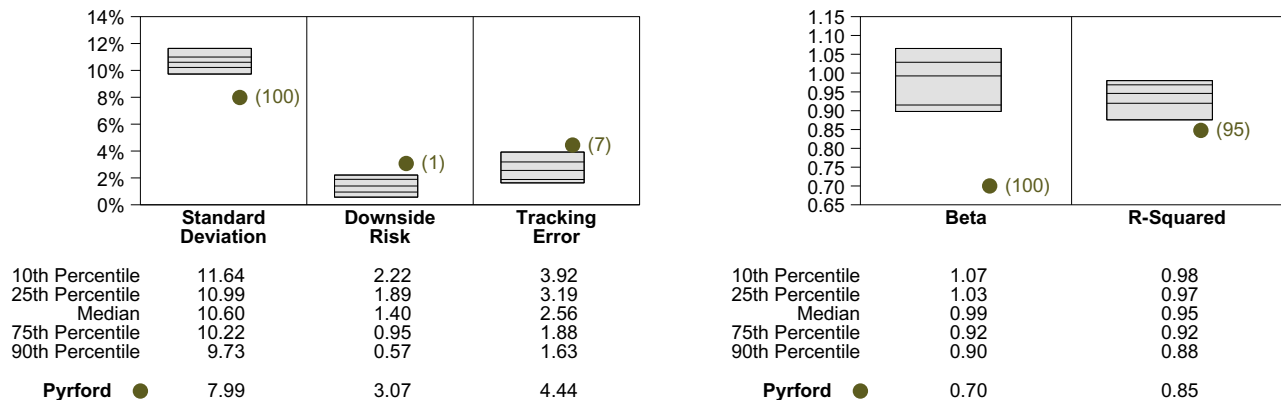 14%
12%
10%
8%
6%
4%
2%
0%
(100)
(1)
(7)
Standard Deviation
Downside Risk
Tracking Error
10th Percentile 11.64 2.22 3.92
25th Percentile 10.99 1.89 3.19
Median 10.60 1.40 2.56
75th Percentile 10.22 0.95 1.88
90th Percentile 9.73 0.57 1.63
Pyrford 7.99 3.07 4.44
1.15
1.10
1.05
1.00
0.95
0.90
0.85
0.80
0.75
0.70
0.65
(100)
(95)
Beta
R-Squared
10th Percentile 1.07 0.98
25th Percentile 1.03 0.97
Median 0.99 0.95
75th Percentile 0.92 0.92
90th Percentile 0.90 0.88
Pyrford 0.70 0.85